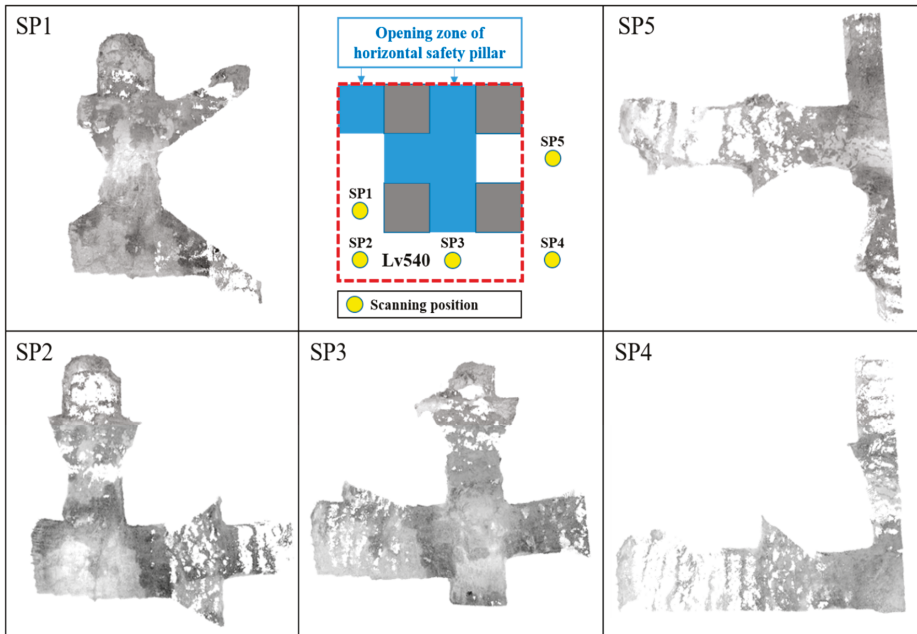 SP1
Opening zone of
horizontal safety pillar
SP5
SP1
SP2
Lv540
SP3
SP4
Scanning position
SP5
SP2
SP3
SP4